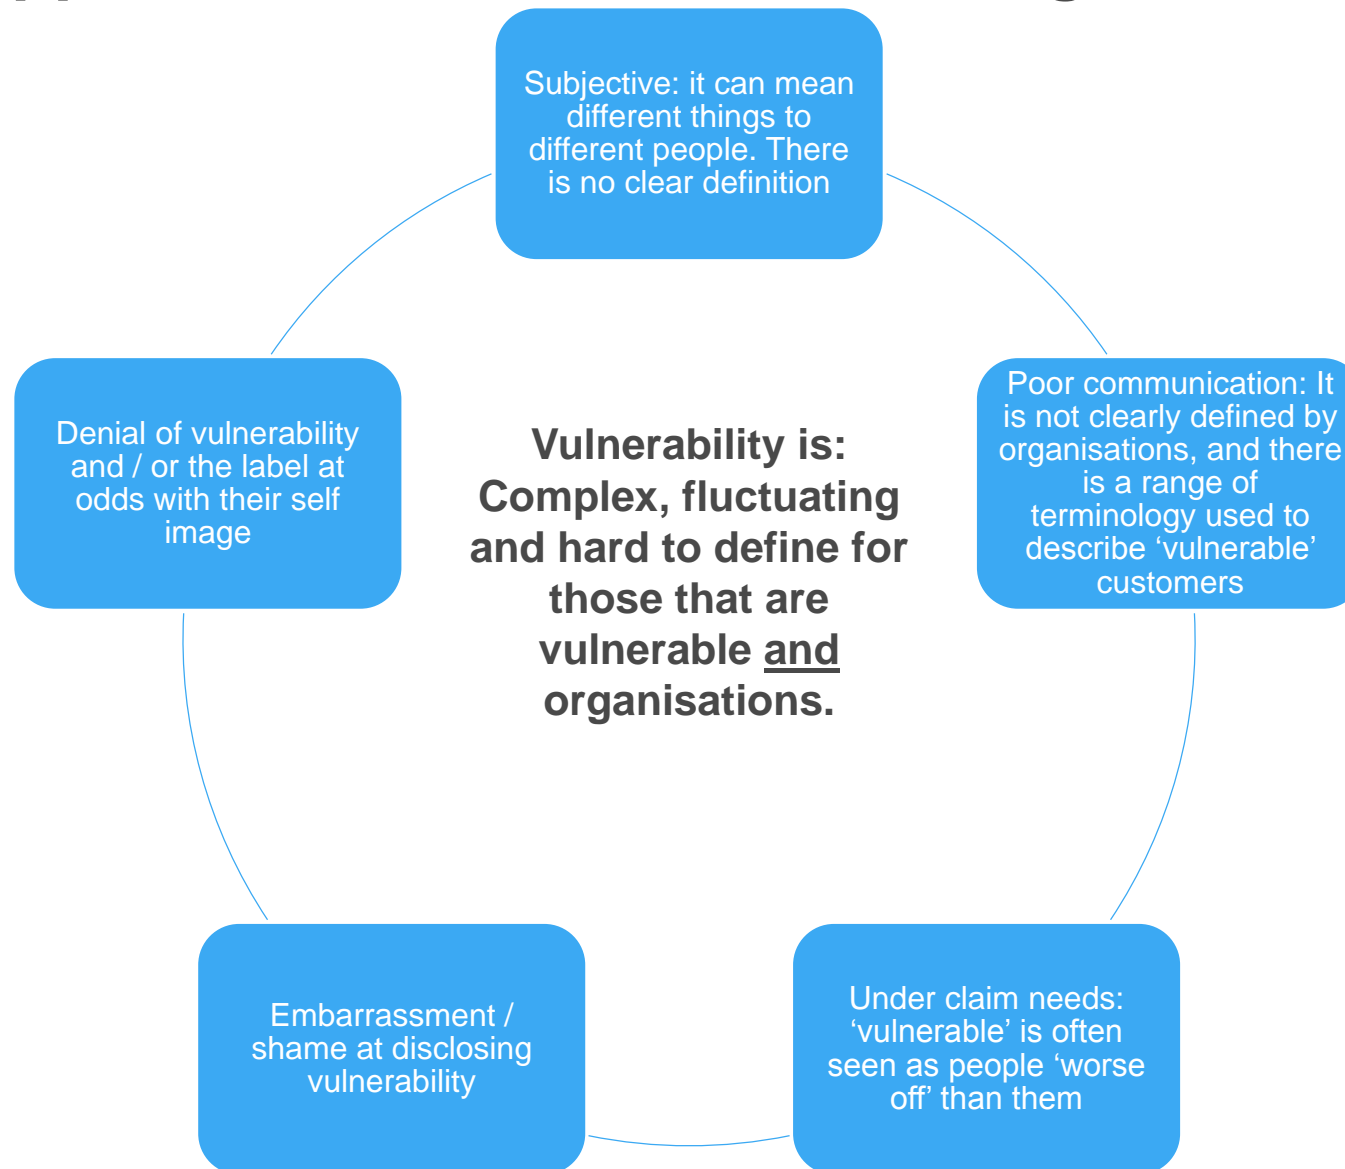 Subjective: it can mean
different things to
different people. There
is no clear definition
Poor communication: It
is not clearly defined by
organisations, and there
is a range of
terminology used to
describe ‘vulnerable’
customers
Under claim needs:
‘vulnerable’ is often
seen as people ‘worse
off’ than them
Embarrassment /
shame at disclosing
vulnerability
Denial of vulnerability
and / or the label at
odds with their self
image
Vulnerability is:
Complex, fluctuating
and hard to define for
those that are
vulnerable and
organisations.